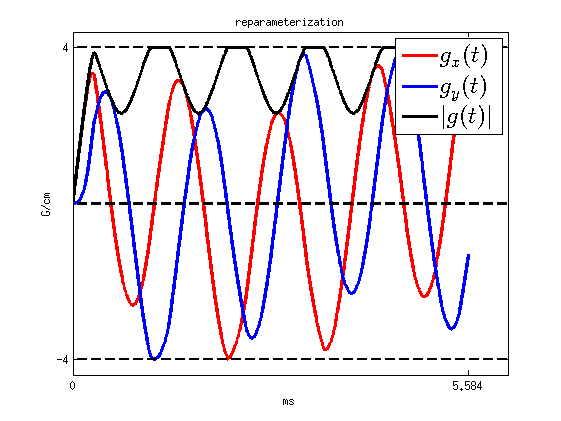 reparameterization
4
g_x(t)
g_y(t)
|g(t)|
G/cm
-4
0
5.584
ms